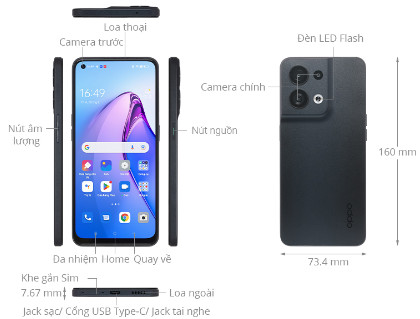 Loa thoại
Camera trước
Đèn LED Flash
Camera chính
16:49
Nút âm
lượng
Nút nguồn
160 mm
oppo
Đa nhiệm Home Quay về
73.4 mm
Khe gắn Sim
7.67 mm
Loa ngoài
Jack sạc/ Cổng USB Type-C/ Jack tai nghe